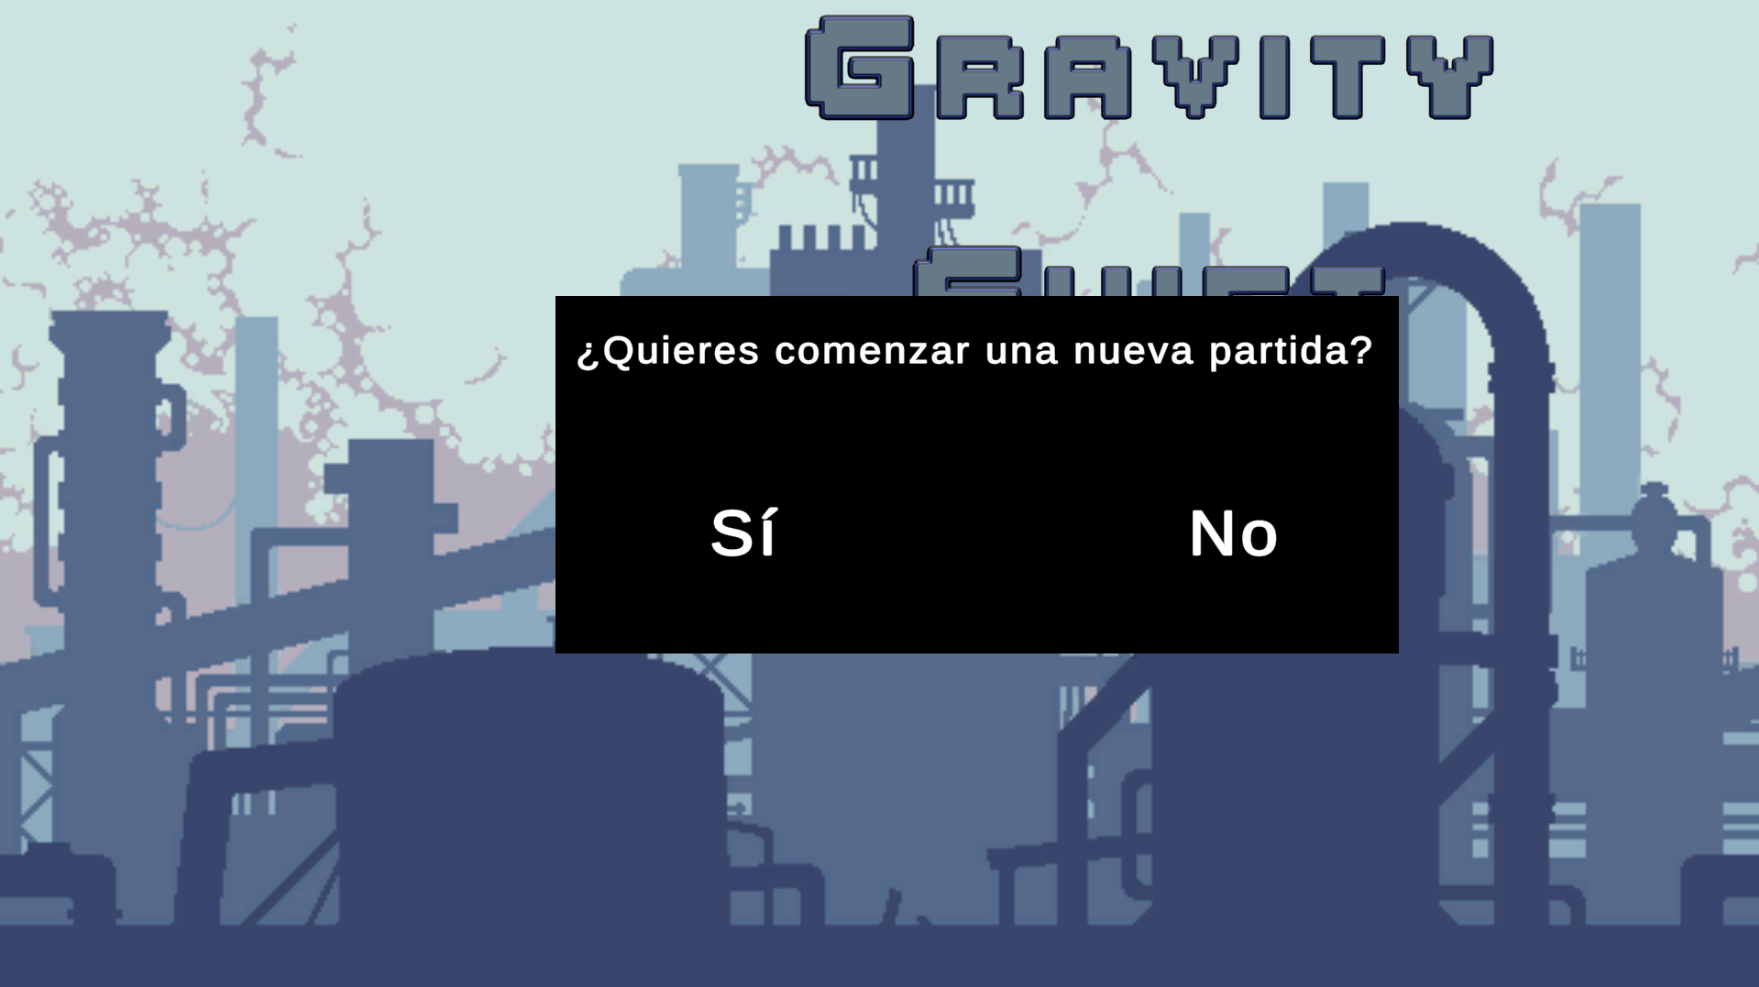 GRAVITY
¿Quieres comenzar una nueva partida?
Sí No